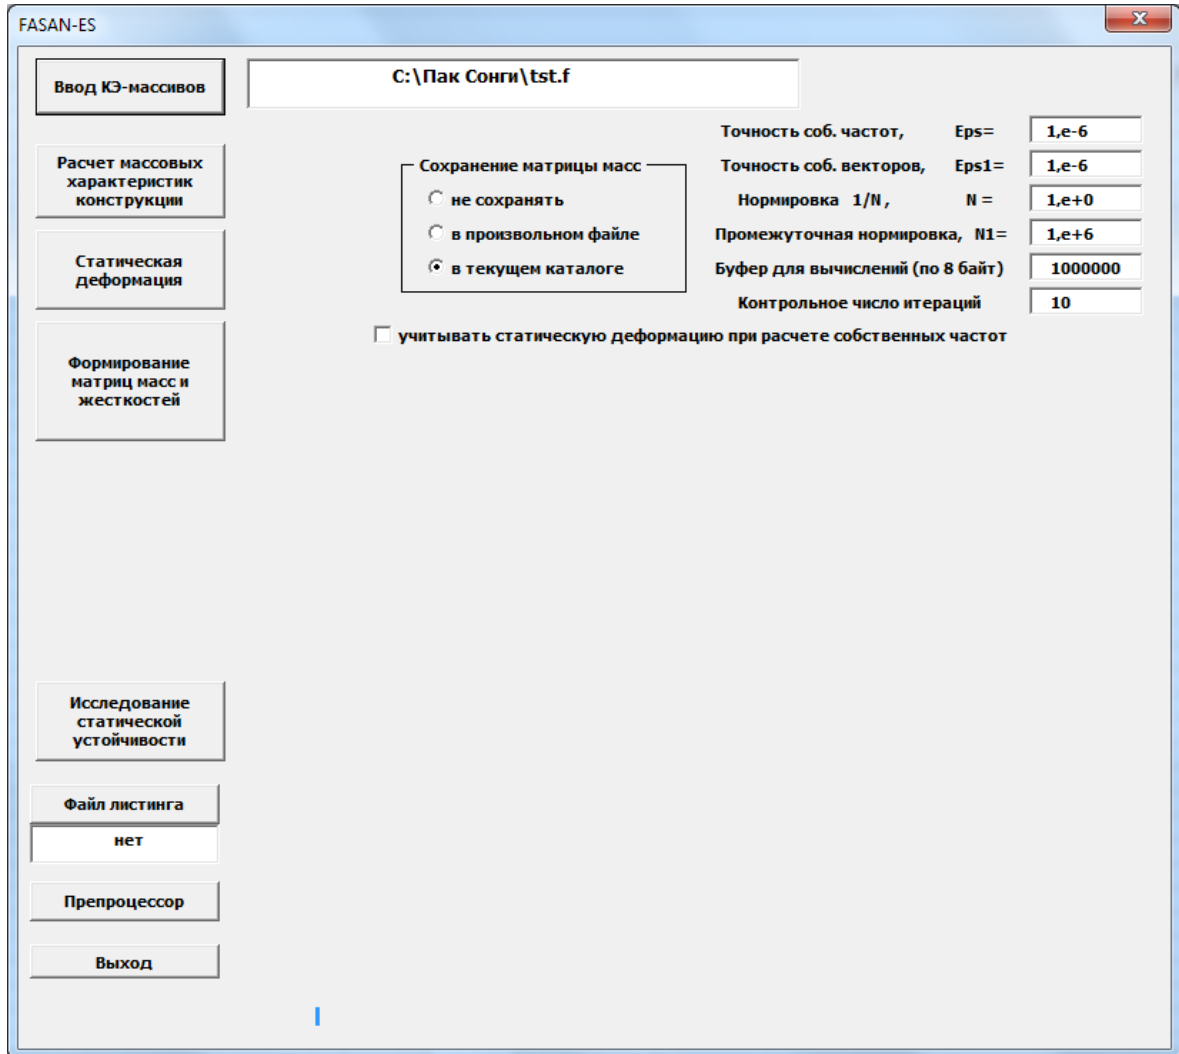 FASAN-ES
Ввод КЭ-массивов
C:\Пак Сонги\tst.f
Точность соб. частот, Eps= 1,e-6
Расчет массовых
характеристик
конструкции
Сохранение матрицы масс
Точность соб. векторов, Eps1= 1,e-6
не сохранять
Нормировка 1/N , N = 1,e+0
в произвольном файле
Промежуточная нормировка, N1= 1,e+6
Статическая
деформация
в текущем каталоге
Буфер для вычислений (по 8 байт) 1000000
Контрольное число итераций 10
учитывать статическую деформацию при расчете собственных частот
Формирование
матриц масс и
жесткостей
Исследование
статической
устойчивости
Файл листинга
нет
Препроцессор
Выход